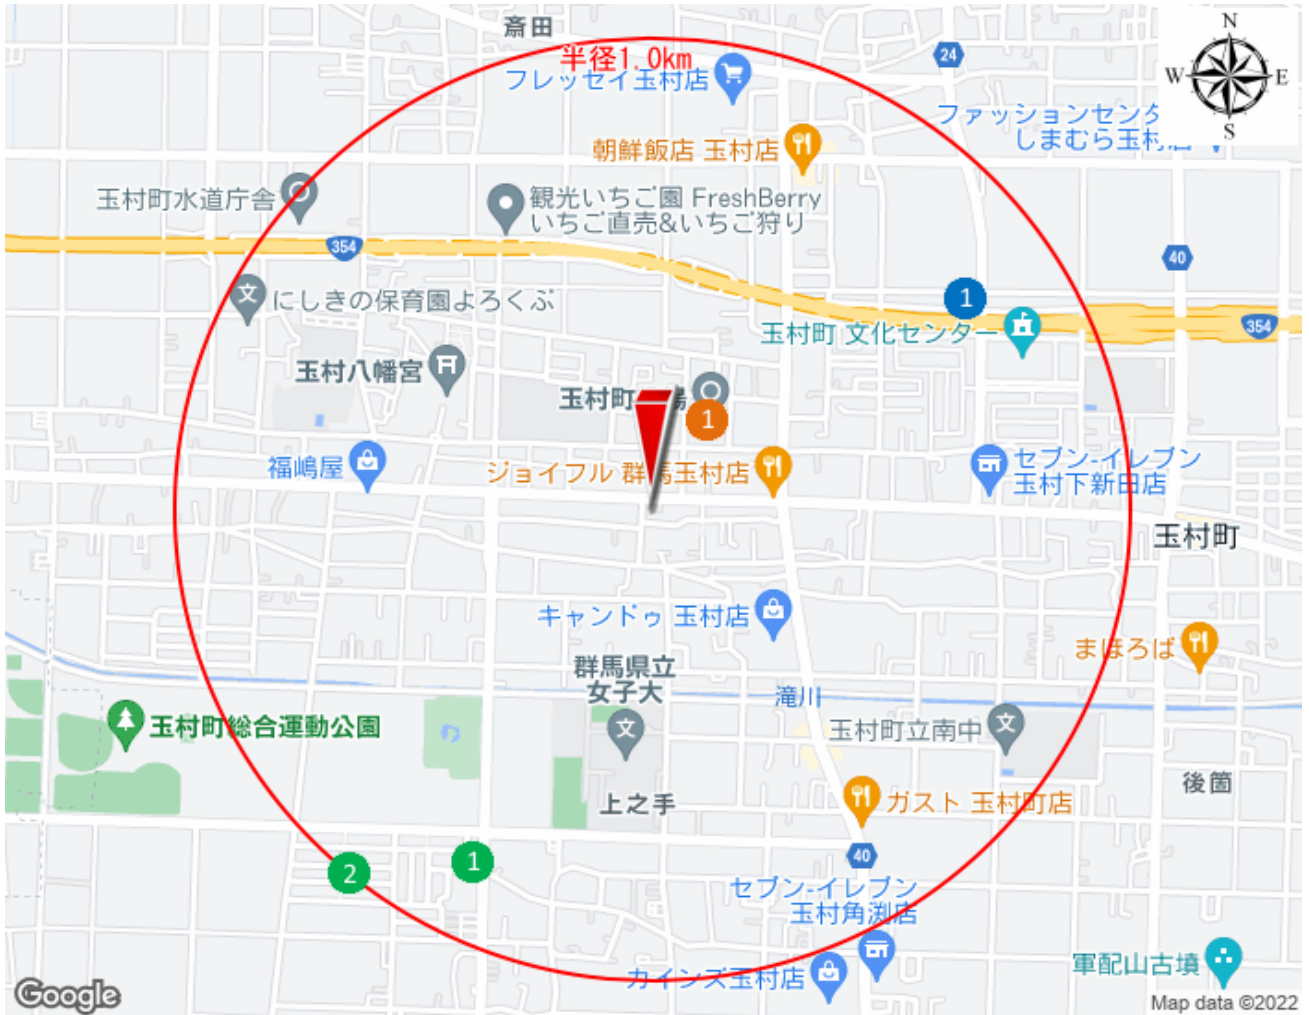 斎田
半径1.0km
フレッセイ玉村店
24
N
W
E
S
ファッションセンタ
しまむら玉村店
朝鮮飯店 玉村店
玉村町水道庁舎
観光いちご園 FreshBerry
いちご直売&いちご狩り
354
40
にしきの保育園よろくぶ
1
玉村町 文化センター
354
玉村八幡宮
玉村町
1
福嶋屋
ジョイフル 群馬玉村店
セブン-イレブン
玉村下新田店
玉村町
キャンドゥ 玉村店
まほろば
群馬県立
女子大
滝川
玉村町総合運動公園
玉村町立南中
後箇
上之手
ガスト 玉村町店
1
2
40
セブン-イレブン
玉村角渕店
カインズ玉村店
軍配山古墳
Google
Map data ©2022